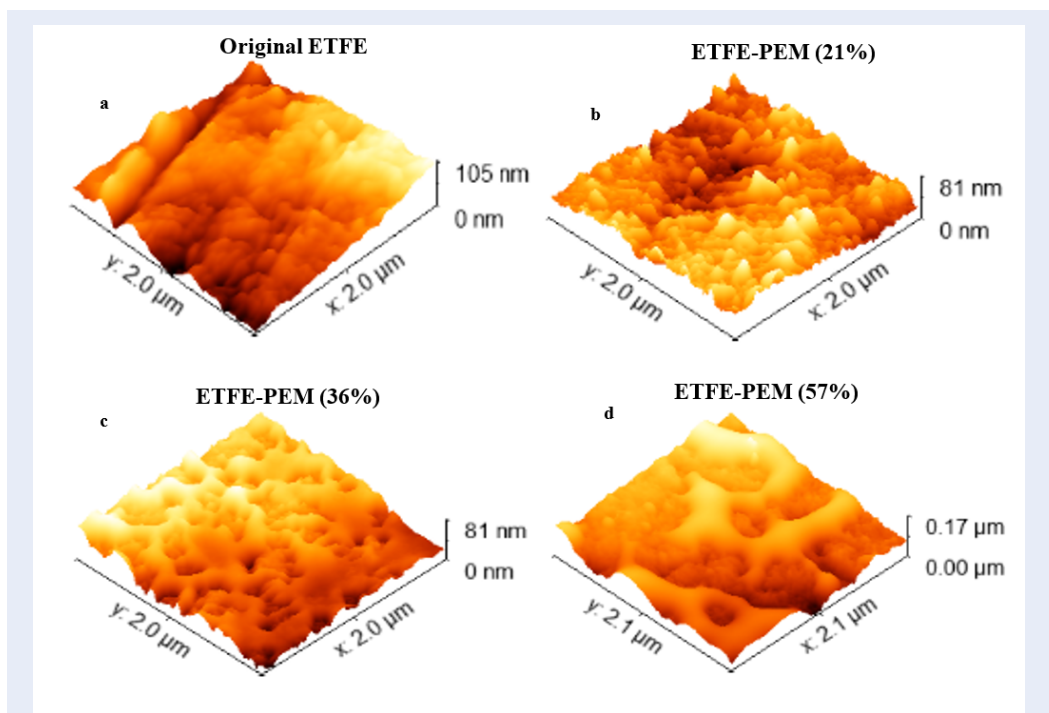 Original ETFE
a
105 nm
0 nm
y: 2.0 µm
x: 2.0 µm
ETFE-PEM (21%)
b
81 nm
0 nm
y: 2.0 µm
x: 2.0 µm
ETFE-PEM (36%)
c
81 nm
0 nm
y: 2.0 µm
x: 2.0 µm
ETFE-PEM (57%)
d
0.17 µm
0.00 µm
y: 2.1 µm
x: 2.1 µm